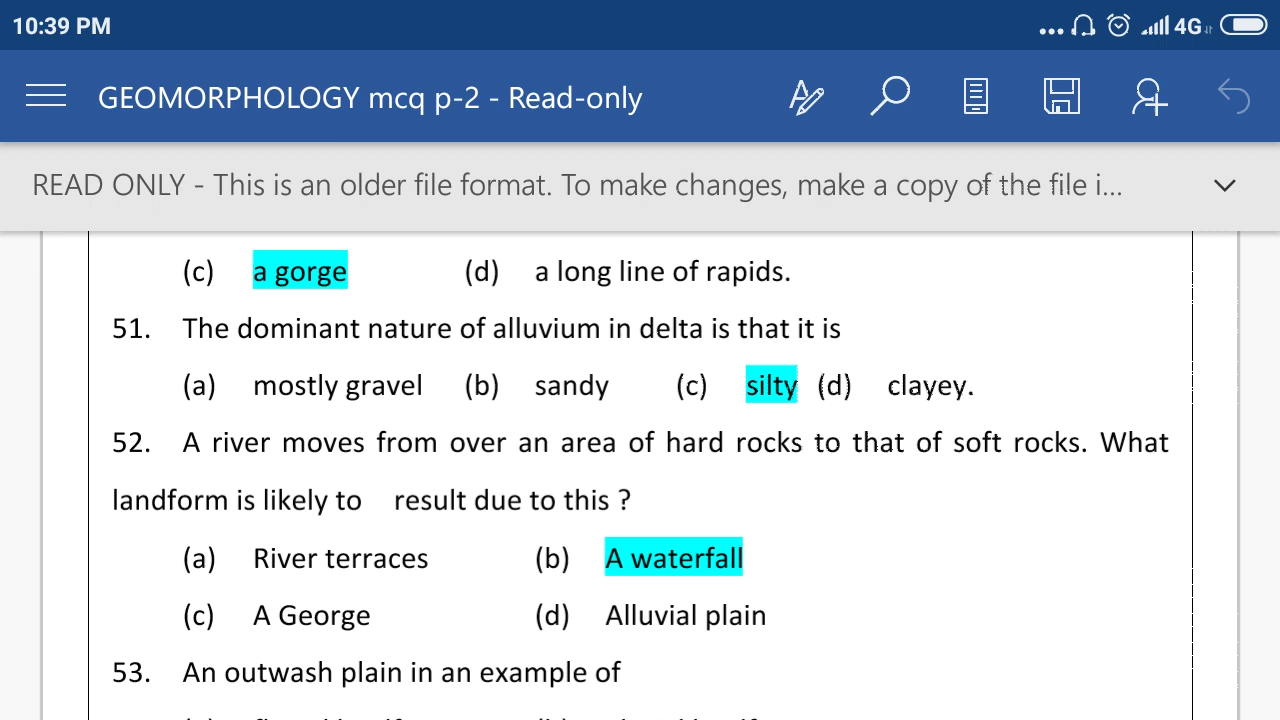 10:39 PM ... 4G
GEOMORPHOLOGY mcq p-2 - Read-only
READ ONLY - This is an older file format. To make changes, make a copy of the file i...
(c) a gorge (d) a long line of rapids.
51. The dominant nature of alluvium in delta is that it is
(a) mostly gravel (b) sandy (c) silty (d) clayey.
52. A river moves from over an area of hard rocks to that of soft rocks. What
landform is likely to result due to this ?
(a) River terraces (b) A waterfall
(c) A George (d) Alluvial plain
53. An outwash plain in an example of